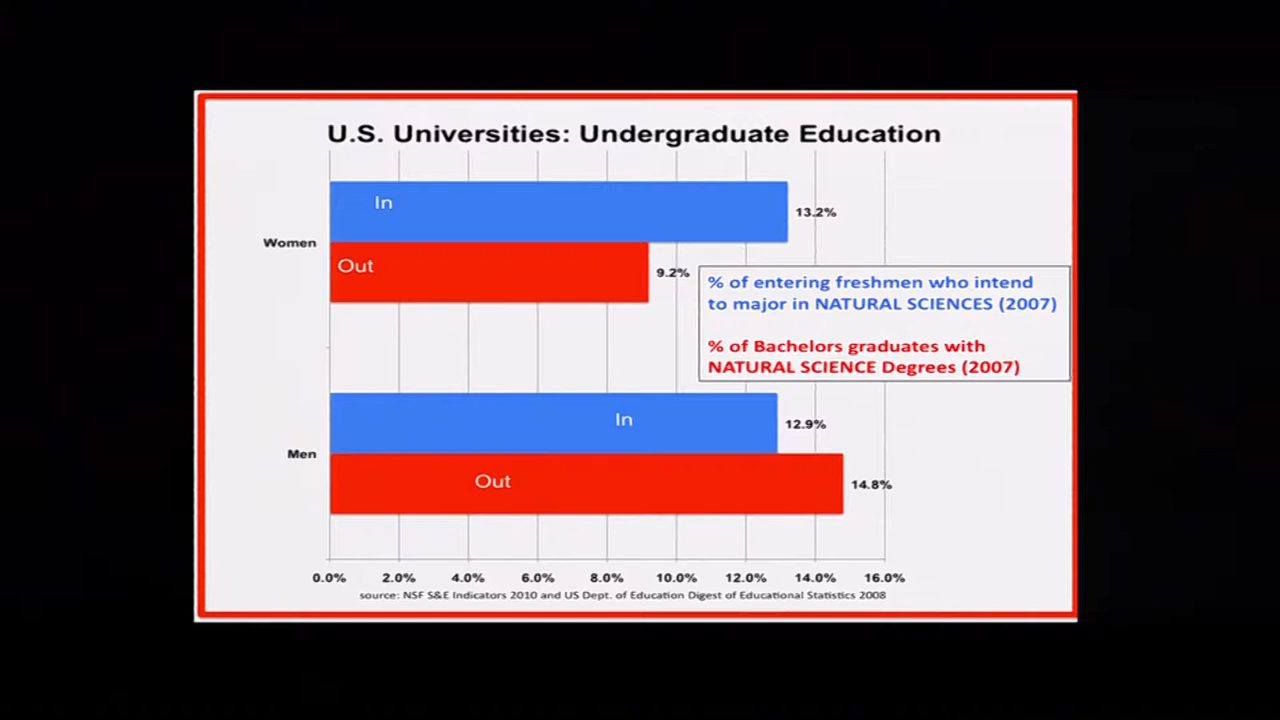 U.S. Universities: Undergraduate Education
In
13.2%
Women
Out
9.2%
% of entering freshmen who intend
to major in NATURAL SCIENCES (2007)
% of Bachelors graduates with
NATURAL SCIENCE Degrees (2007)
In
12.9%
Men
Out
14.8%
0.0% 2.0% 4.0% 6.0% 8.0% 10.0% 12.0% 14.0% 16.0%
source: NSF S&E Indicators 2010 and US Dept. of Education Digest of Educational Statistics 2008